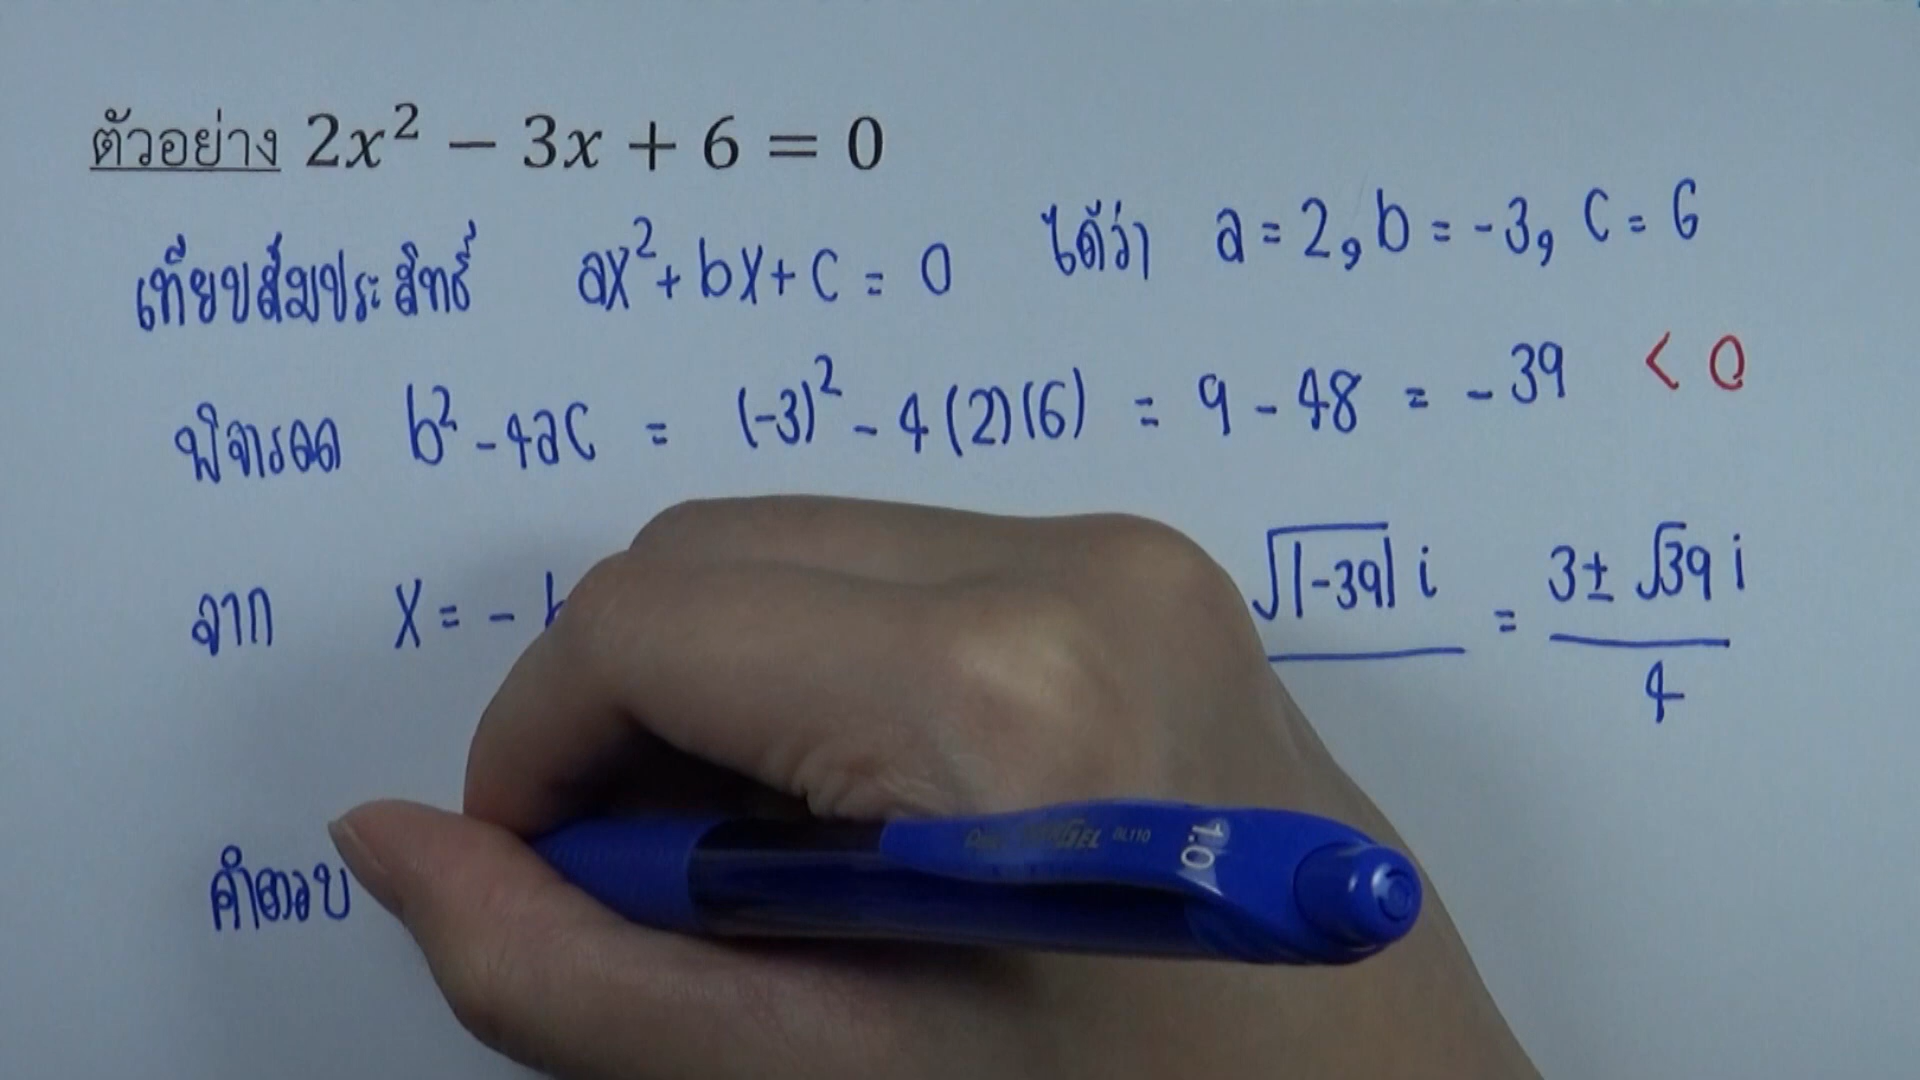 ตัวอย่าง 2x² − 3x + 6 = 0
เทียบสัมประสิทธิ์ ax² + bx + c = 0 ได้ว่า a = 2, b = -3, c = 6
พิจารณา b² - 4ac = (-3)² - 4(2)(6) = 9 - 48 = -39 < 0
จาก x = - b √|-39| i = 3 ± √39 i
4
คำตอบ
1.0